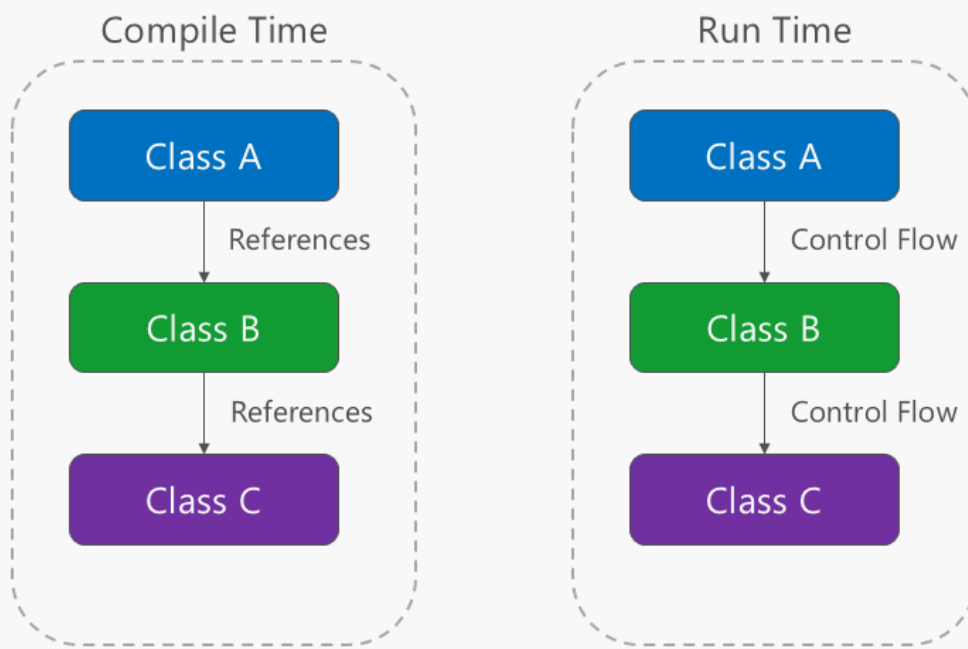 Compile Time
Class A
References
Class B
References
Class C
Run Time
Class A
Control Flow
Class B
Control Flow
Class C